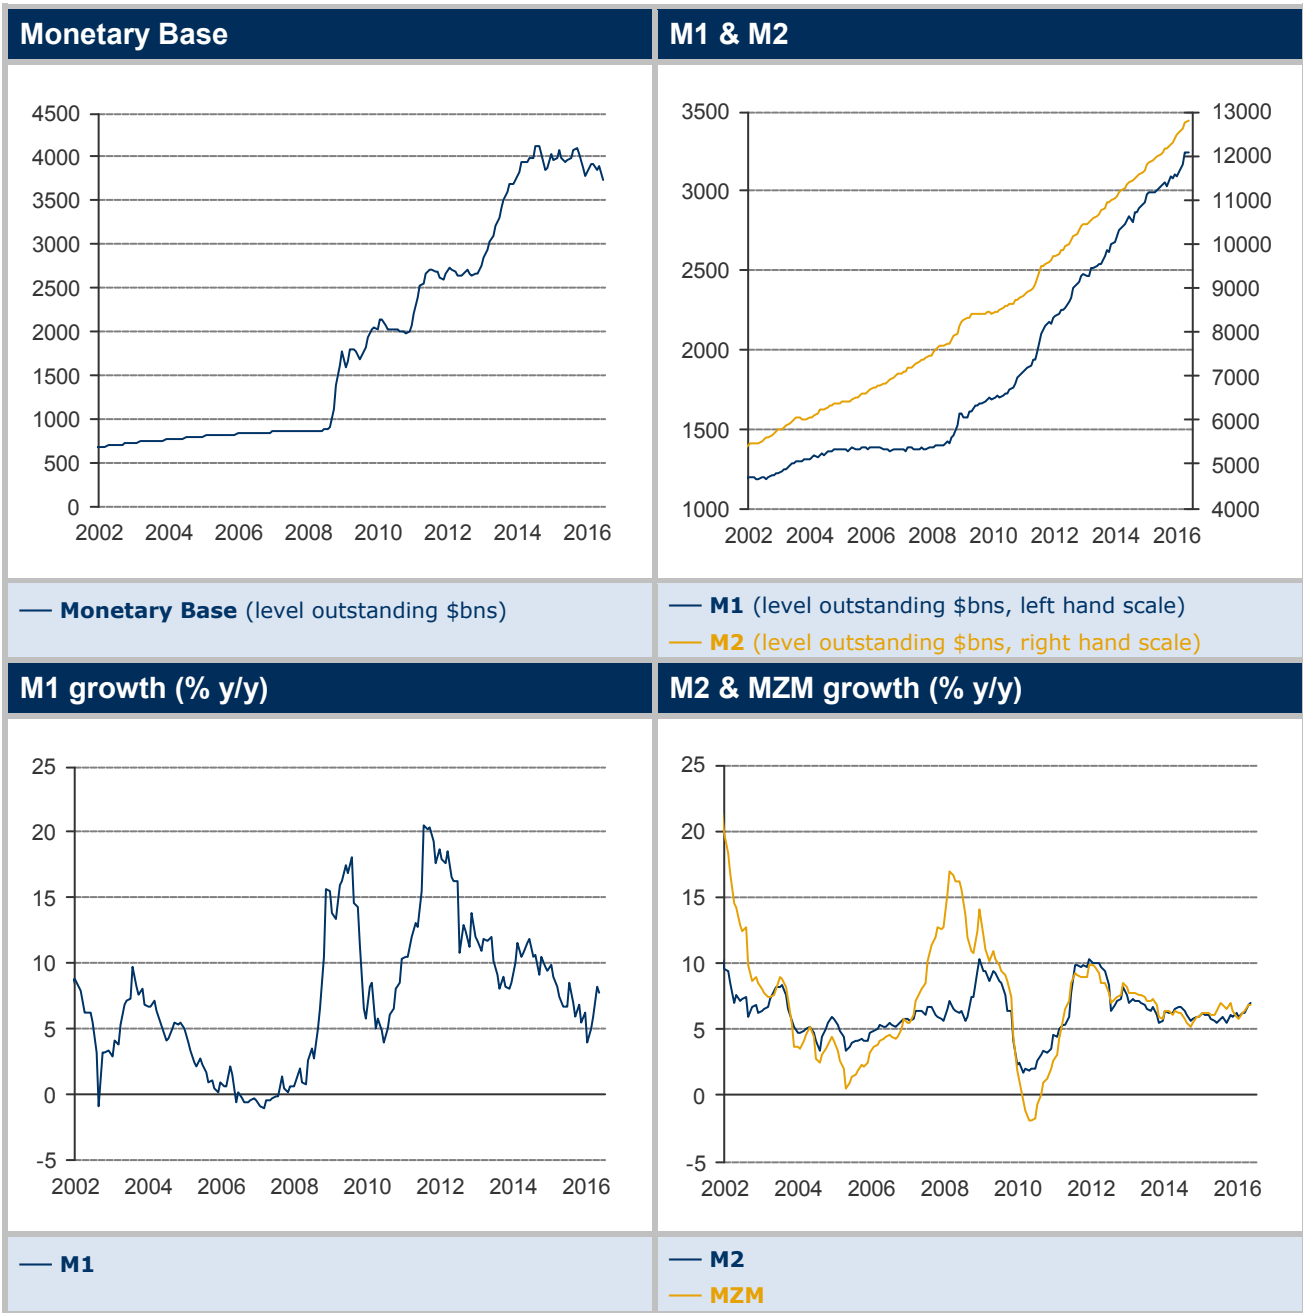 Monetary Base
4500
4000
3500
3000
2500
2000
1500
1000
500
0
2002 2004 2006 2008 2010 2012 2014 2016
Monetary Base (level outstanding $bns)
M1 & M2
3500
3000
2500
2000
1500
1000
13000
12000
11000
10000
9000
8000
7000
6000
5000
4000
2002 2004 2006 2008 2010 2012 2014 2016
M1 (level outstanding $bns, left hand scale)
M2 (level outstanding $bns, right hand scale)
M1 growth (% y/y)
25
20
15
10
5
0
-5
2002 2004 2006 2008 2010 2012 2014 2016
M1
M2 & MZM growth (% y/y)
25
20
15
10
5
0
-5
2002 2004 2006 2008 2010 2012 2014 2016
M2
MZM